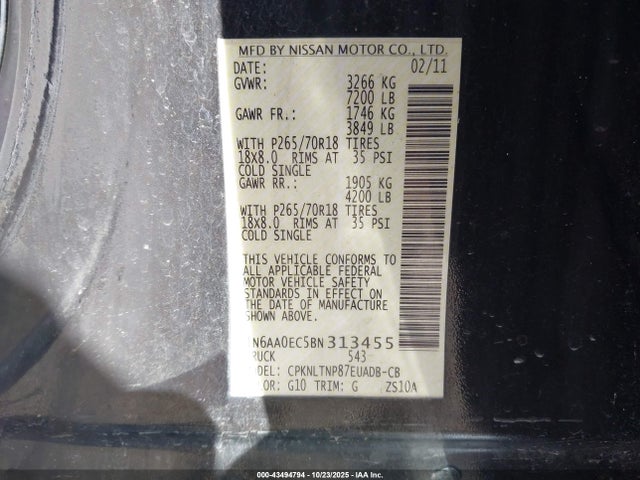 MFD BY NISSAN MOTOR CO., LTD.
DATE: 02/11
GVWR: 3266 KG
7200 LB
GAWR FR.: 1746 KG
3849 LB
WITH P265/70R18 TIRES
18x8.0 RIMS AT 35 PSI
COLD SINGLE
GAWR RR.: 1905 KG
4200 LB
WITH P265/70R18 TIRES
18x8.0 RIMS AT 35 PSI
COLD SINGLE
THIS VEHICLE CONFORMS TO
ALL APPLICABLE FEDERAL
MOTOR VEHICLE SAFETY
STANDARDS IN EFFECT ON
THE DATE OF MANUFACTURE
SHOWN ABOVE.
N6AA0EC5BN 313455
RUCK 543
DEL: CPKNLTNP87EUADB-CB
OR: G10 TRIM: G ZS10A
000-43494794 - 10/23/2025 - IAA Inc.